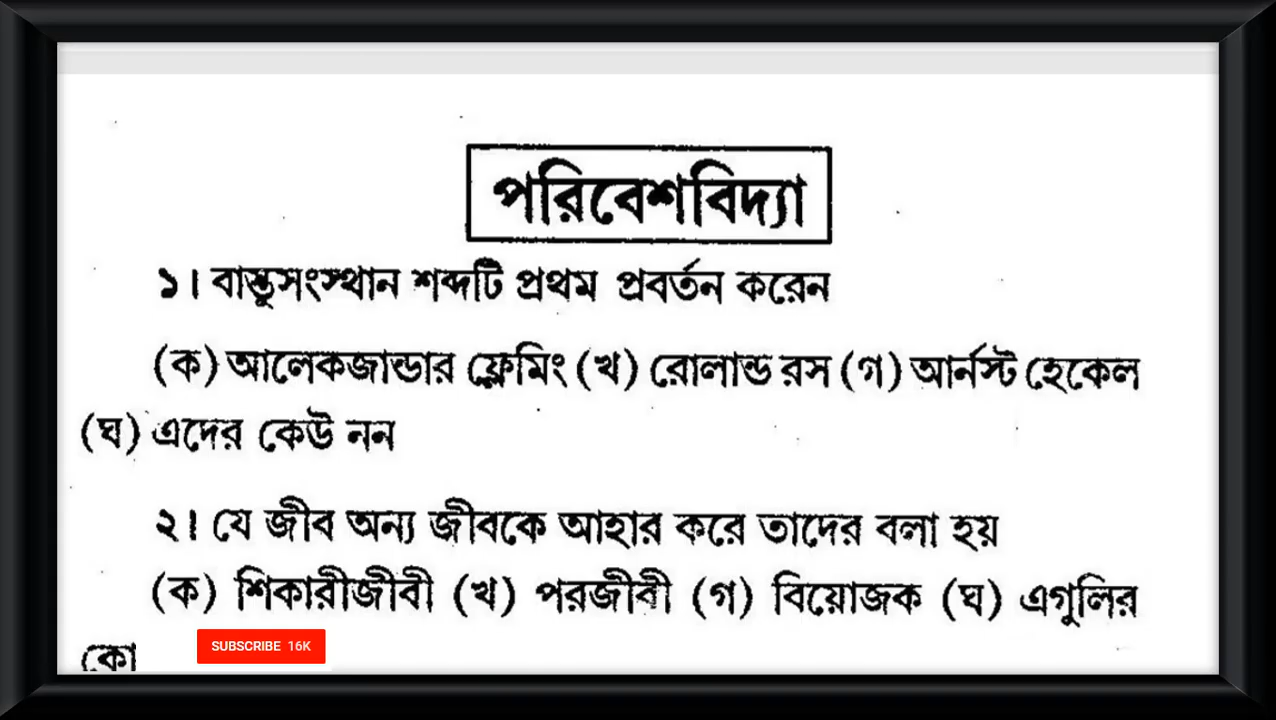 পরিবেশবিদ্যা
১। বাস্তুসংস্থান শব্দটি প্রথম প্রবর্তন করেন
(ক) আলেকজান্ডার ফ্লেমিং (খ) রোলান্ড রস (গ) আর্নস্ট হেকেল
(ঘ) এদের কেউ নন
২। যে জীব অন্য জীবকে আহার করে তাদের বলা হয়
(ক) শিকারীজীবী (খ) পরজীবী (গ) বিয়োজক (ঘ) এগুলির
SUBSCRIBE 16K